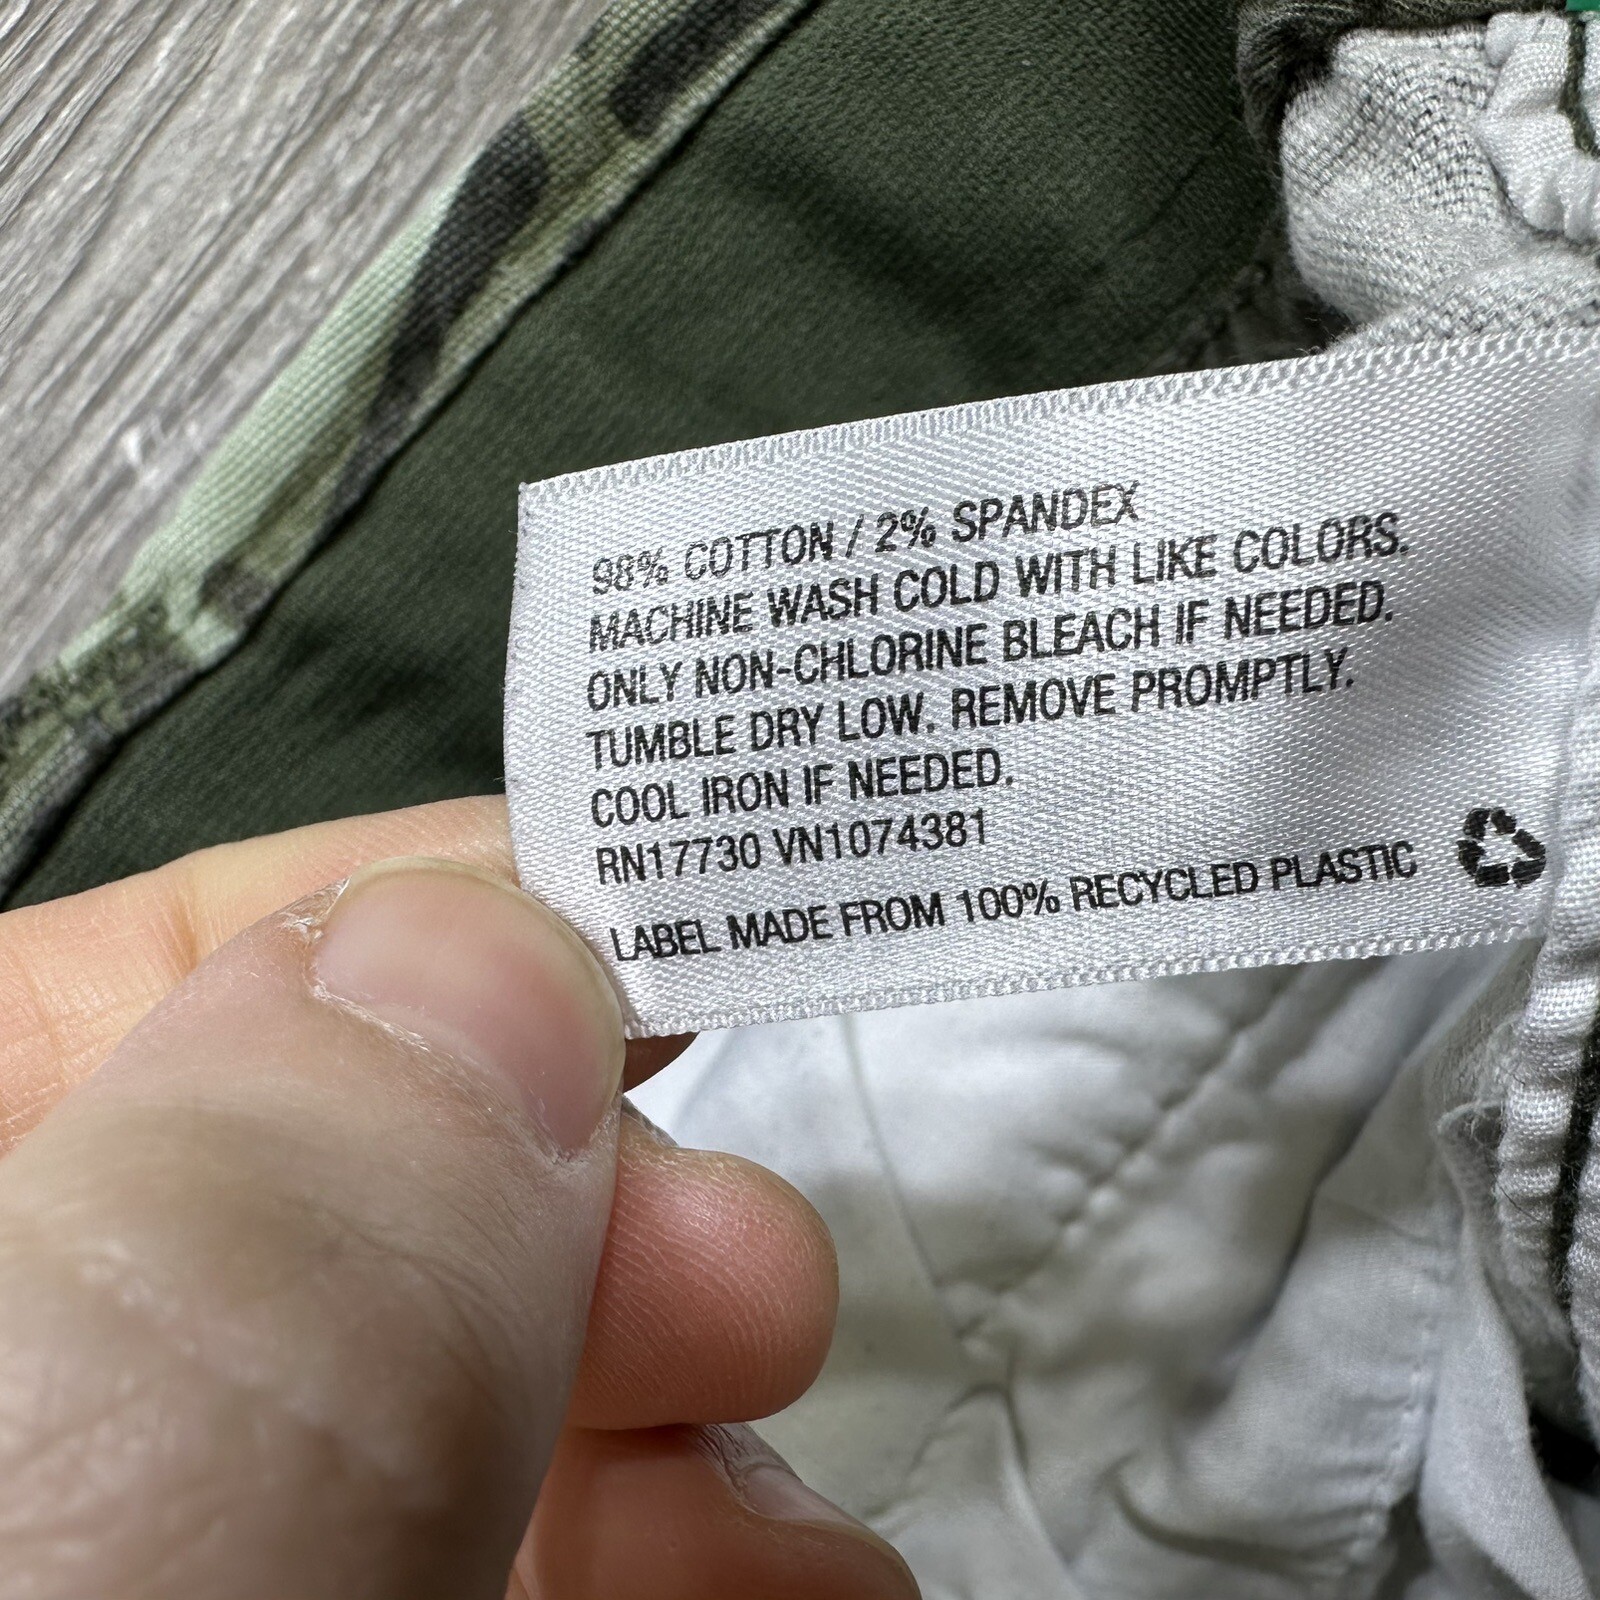 98% COTTON / 2% SPANDEX
MACHINE WASH COLD WITH LIKE COLORS.
ONLY NON-CHLORINE BLEACH IF NEEDED.
TUMBLE DRY LOW. REMOVE PROMPTLY.
COOL IRON IF NEEDED.
RN17730 VN1074381
LABEL MADE FROM 100% RECYCLED PLASTIC